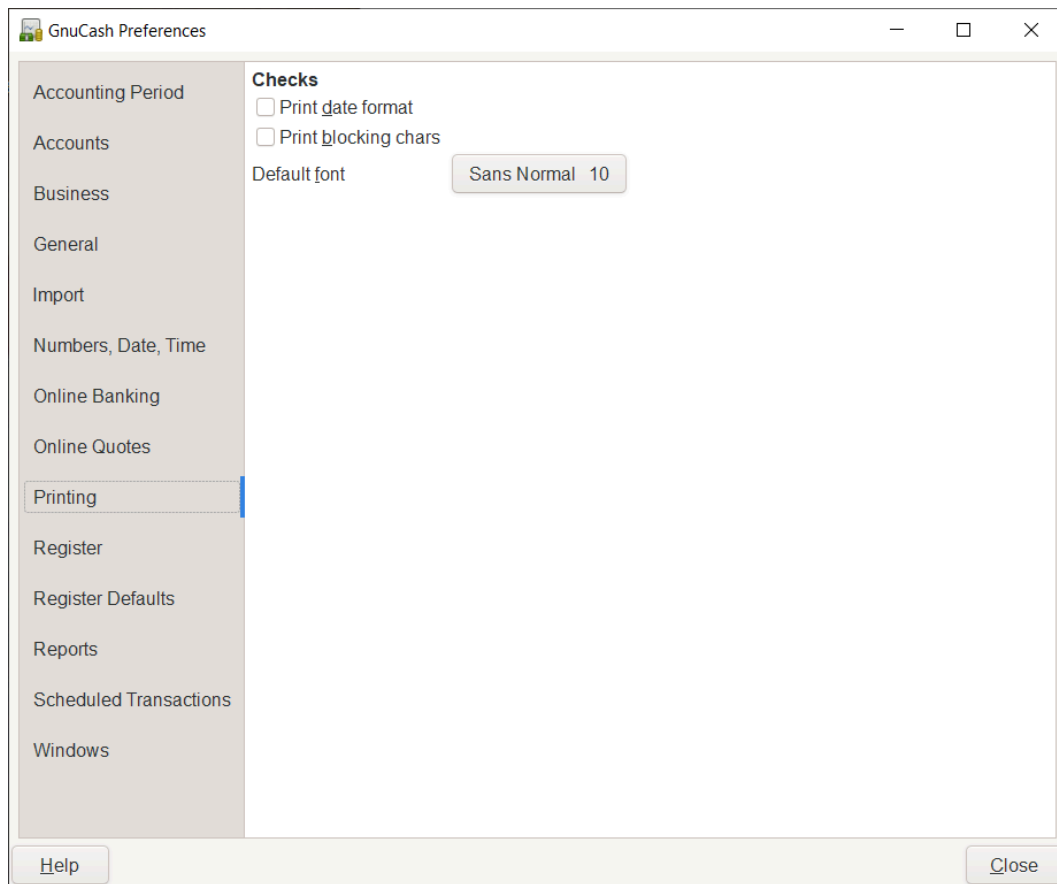 GnuCash Preferences
Accounting Period
Accounts
Business
General
Import
Numbers, Date, Time
Online Banking
Online Quotes
Printing
Register
Register Defaults
Reports
Scheduled Transactions
Windows
Checks
Print date format
Print blocking chars
Default font Sans Normal 10
Help Close